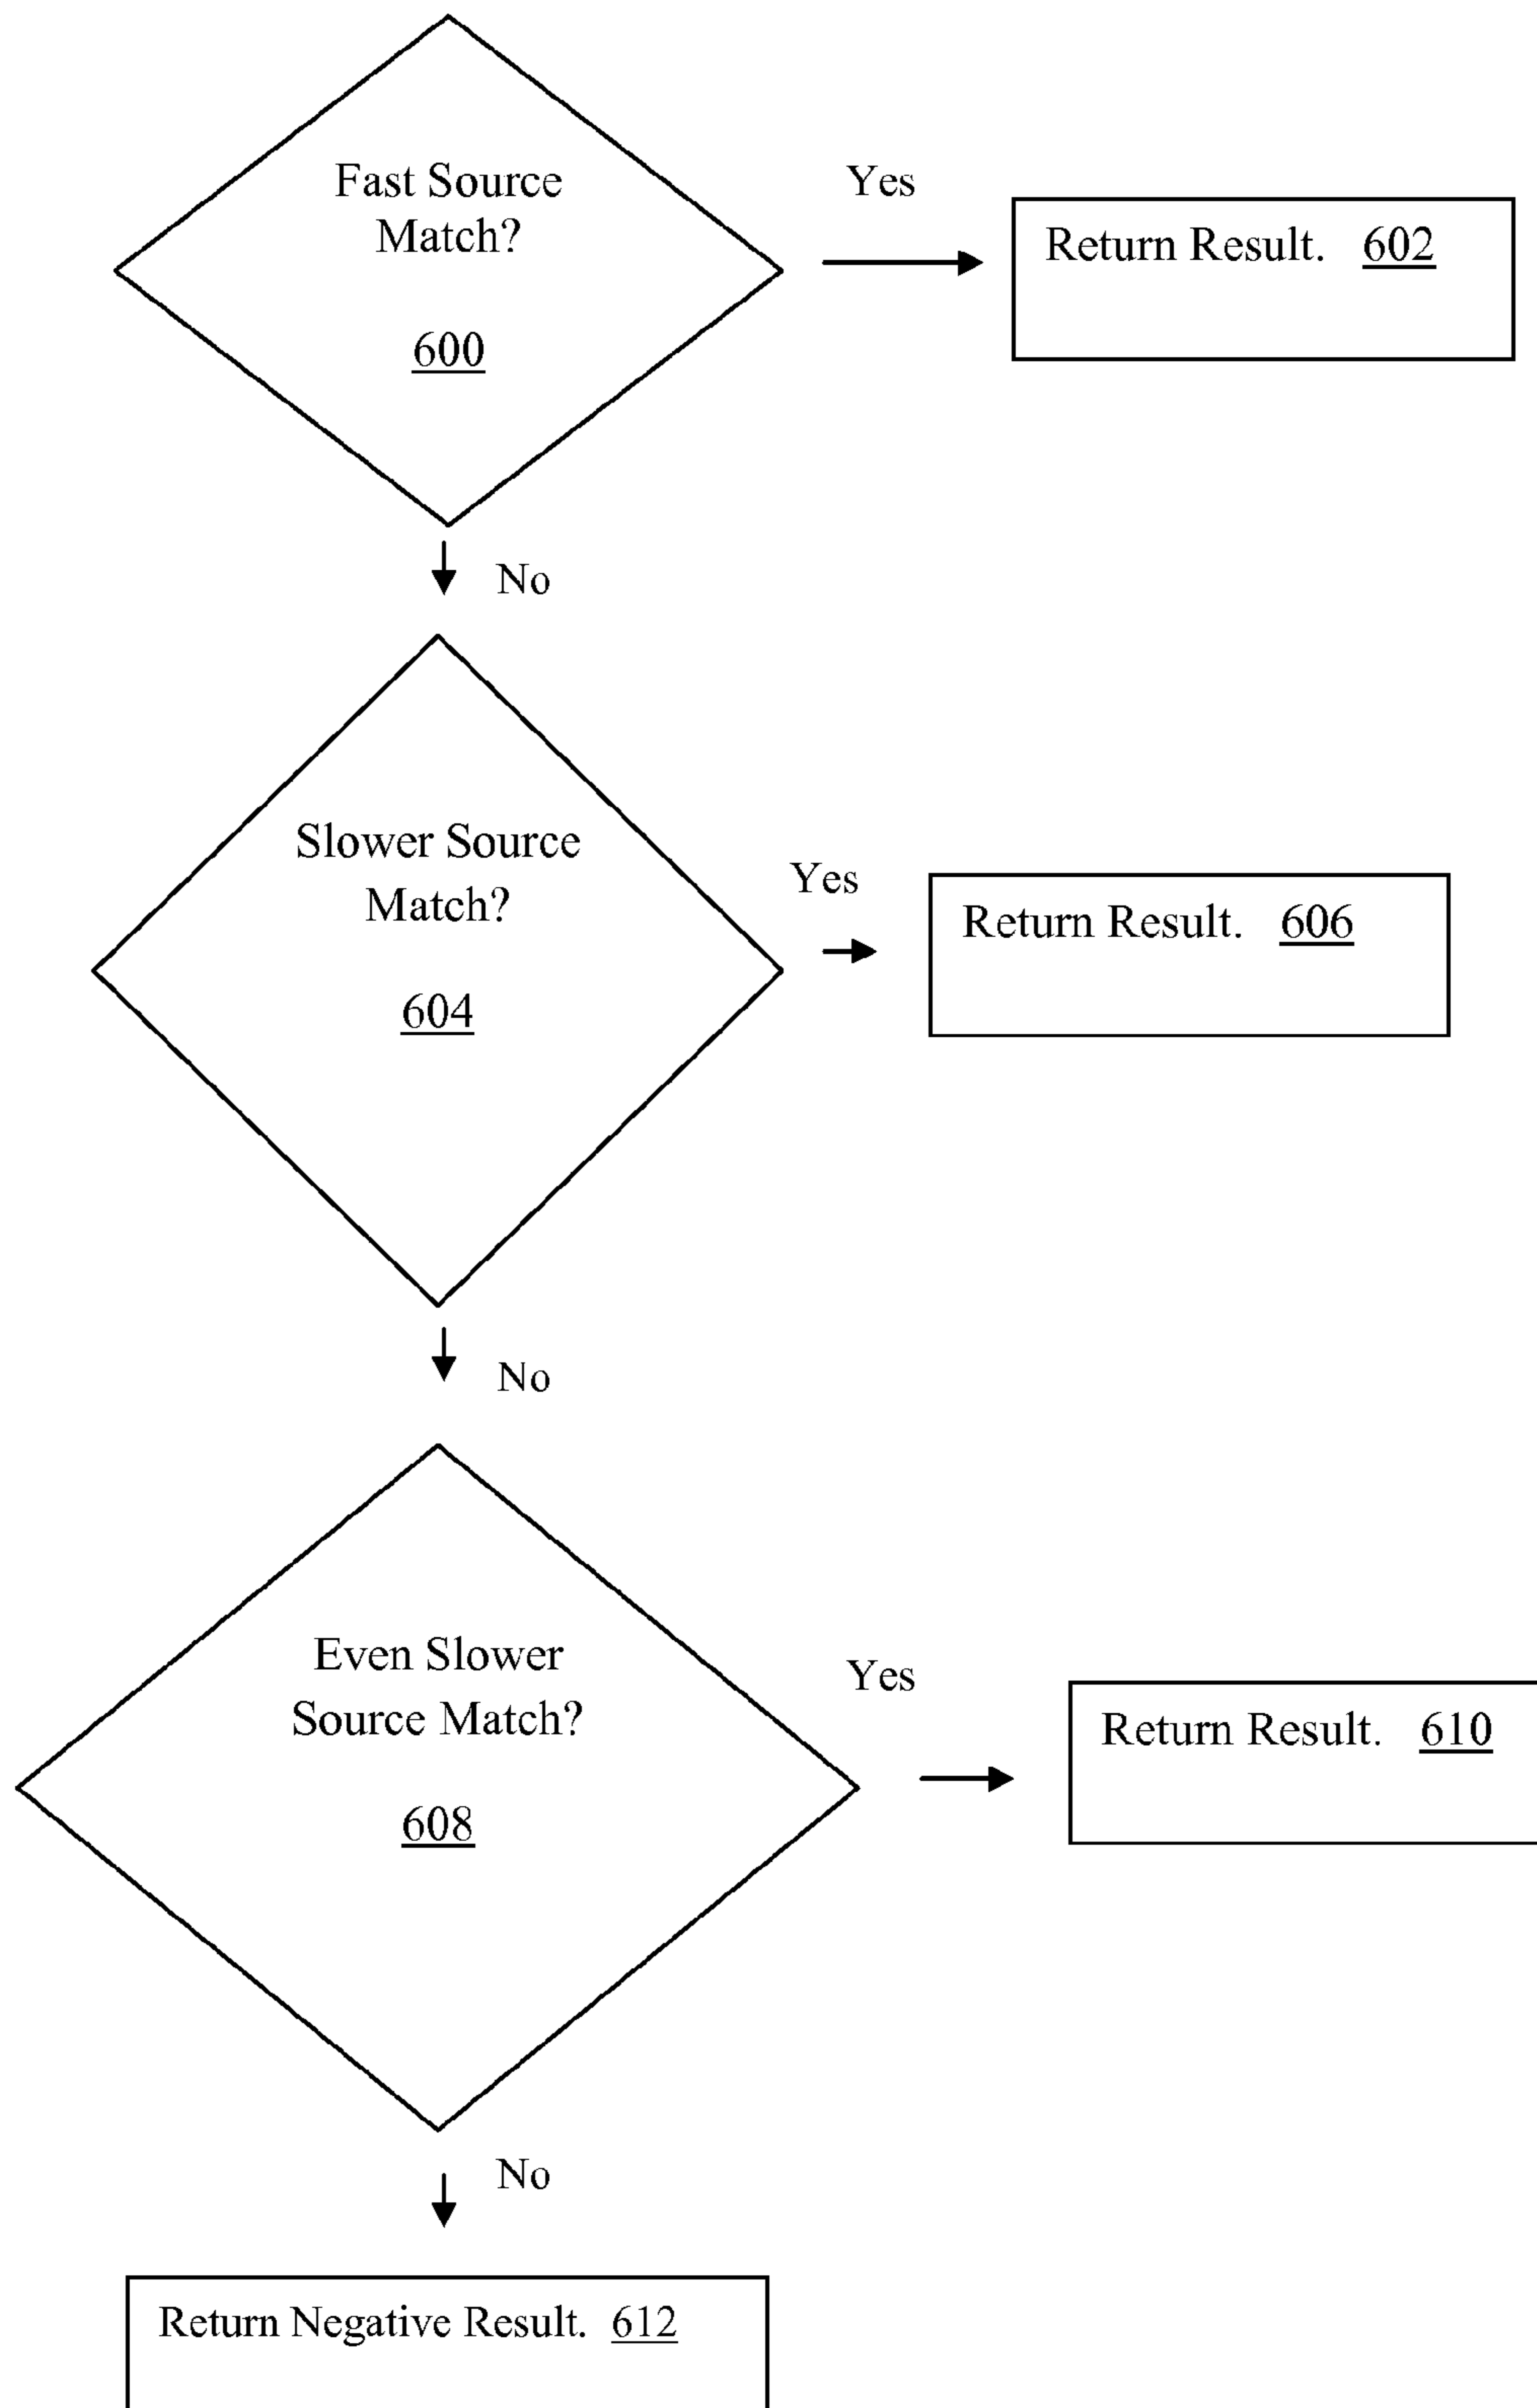 Fast Source
Match?
600
Yes
Return Result. 602
No
Slower Source
Match?
604
Yes
Return Result. 606
No
Even Slower
Source Match?
608
Yes
Return Result. 610
No
Return Negative Result. 612